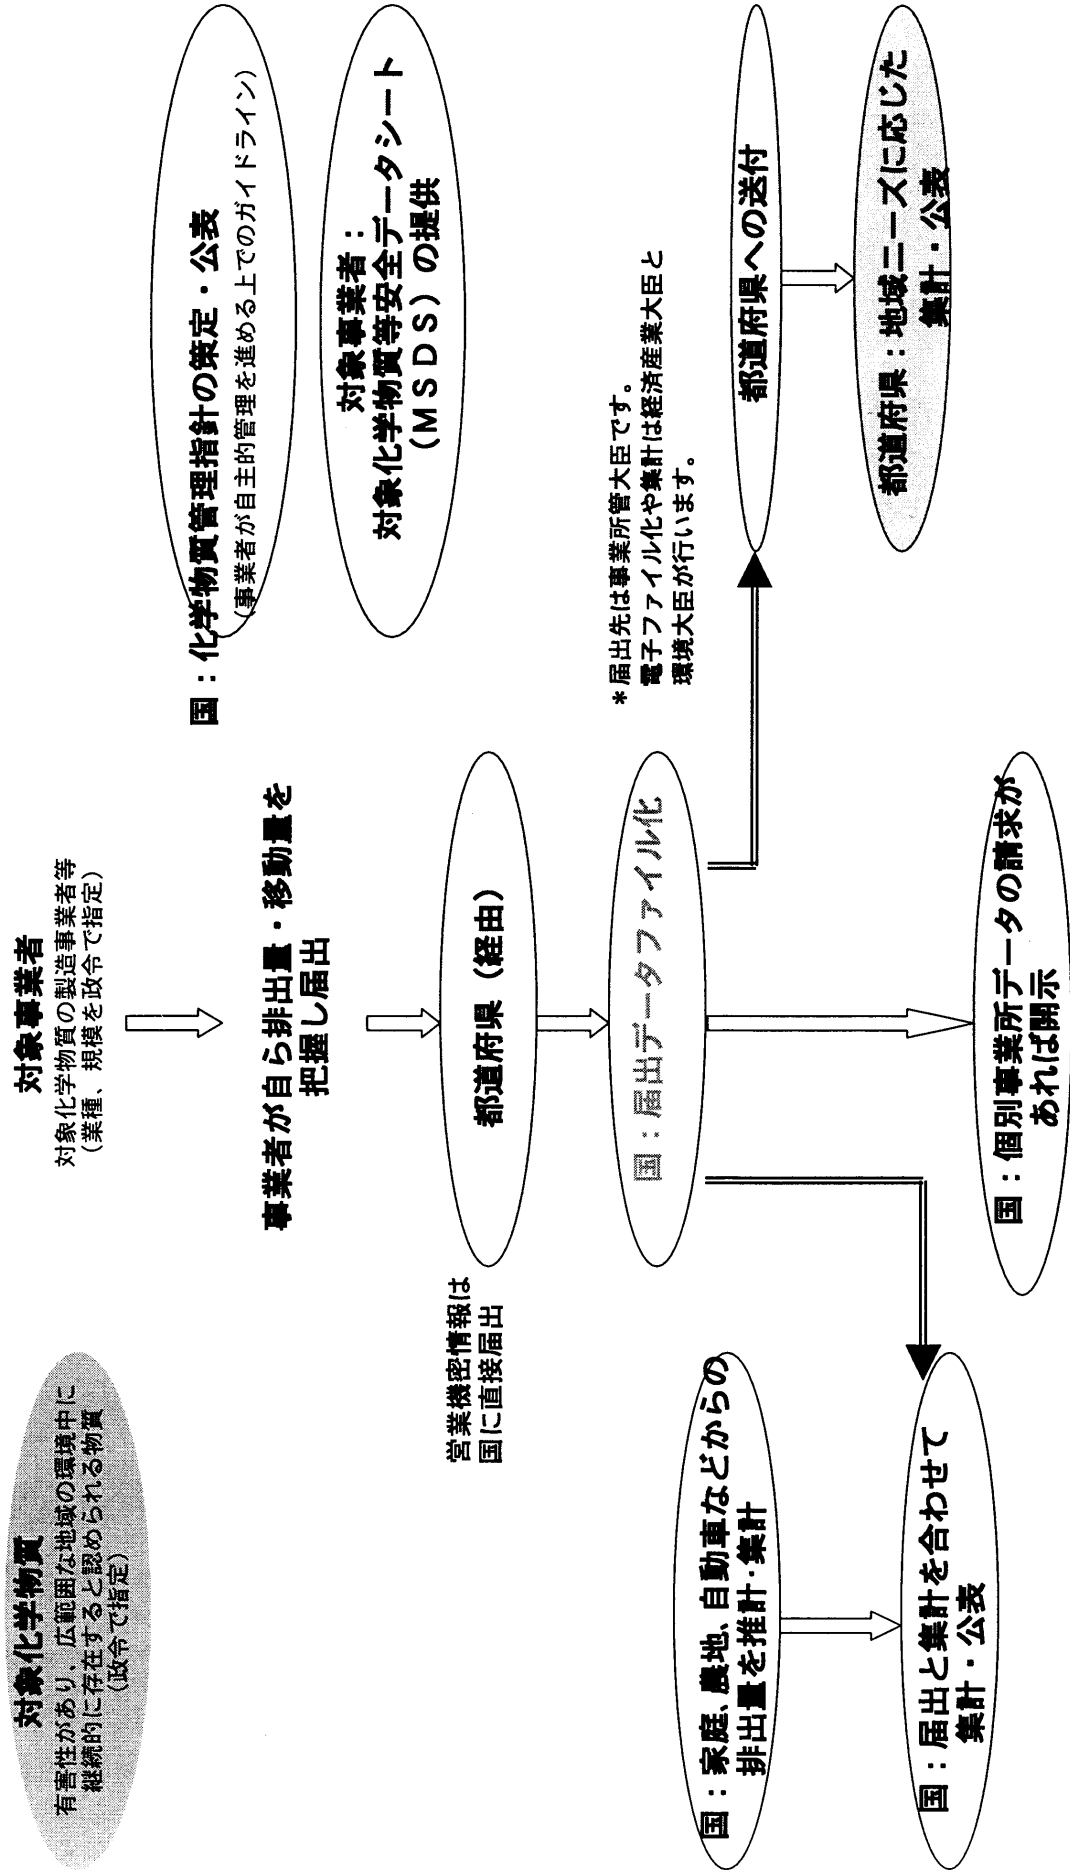 対象化学物質
有害性があり、広範囲な地域の環境中に
継続的に存在すると認められる物質
（政令で指定）
対象事業者
対象化学物質の製造事業者等
（業種、規模を政令で指定）
国：化学物質管理指針の策定・公表
（事業者が自主的管理を進める上でのガイドライン）
対象事業者：
対象化学物質等安全データシート
（ＭＳＤＳ）の提供
事業者が自ら排出量・移動量を
把握し届出
営業機密情報は
国に直接届出
都道府県（経由）
国：届出データファイル化
＊届出先は事業所管大臣です。
電子ファイル化や集計は経済産業大臣と
環境大臣が行います。
国：家庭、農地、自動車などからの
排出量を推計・集計
都道府県への送付
国：届出と集計を合わせて
集計・公表
国：個別事業所データの請求が
あれば開示
都道府県：地域ニーズに応じた
集計・公表